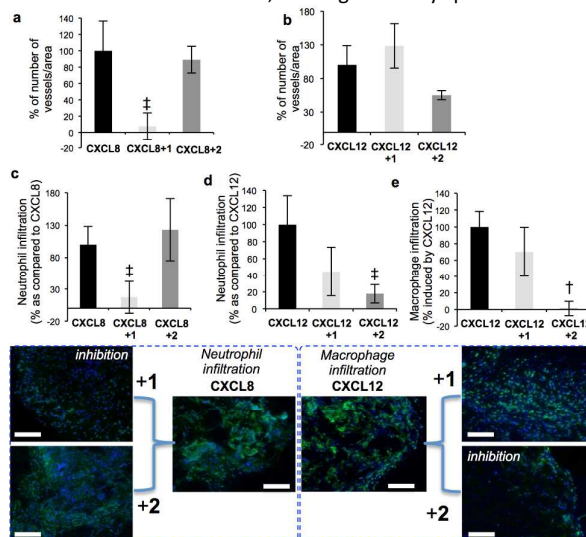 a
% of number of
vessels/area
140
120
100
80
60
40
20
0
-20
‡
CXCL8 CXCL8+1 CXCL8+2
b
% of number of
vessels/area
180
130
80
30
-20
CXCL12 CXCL12 CXCL12
+1 +2
c
Neutrophil infiltration
(% as compared to CXCL8)
180
130
80
30
-20
‡
CXCL8 CXCL8 CXCL8
+1 +2
d
Neutrophil infiltration
(% as compared to CXCL12)
140
120
100
80
60
40
20
0
‡
CXCL12 CXCL12 CXCL12
+1 +2
e
Macrophage infiltration
(% induced by CXCL12)
140
120
100
80
60
40
20
0
-20
†
CXCL12 CXCL12 CXCL12
+1 +2
inhibition
+1
+2
Neutrophil
infiltration
CXCL8
Macrophage
infiltration
CXCL12
+1
+2
inhibition